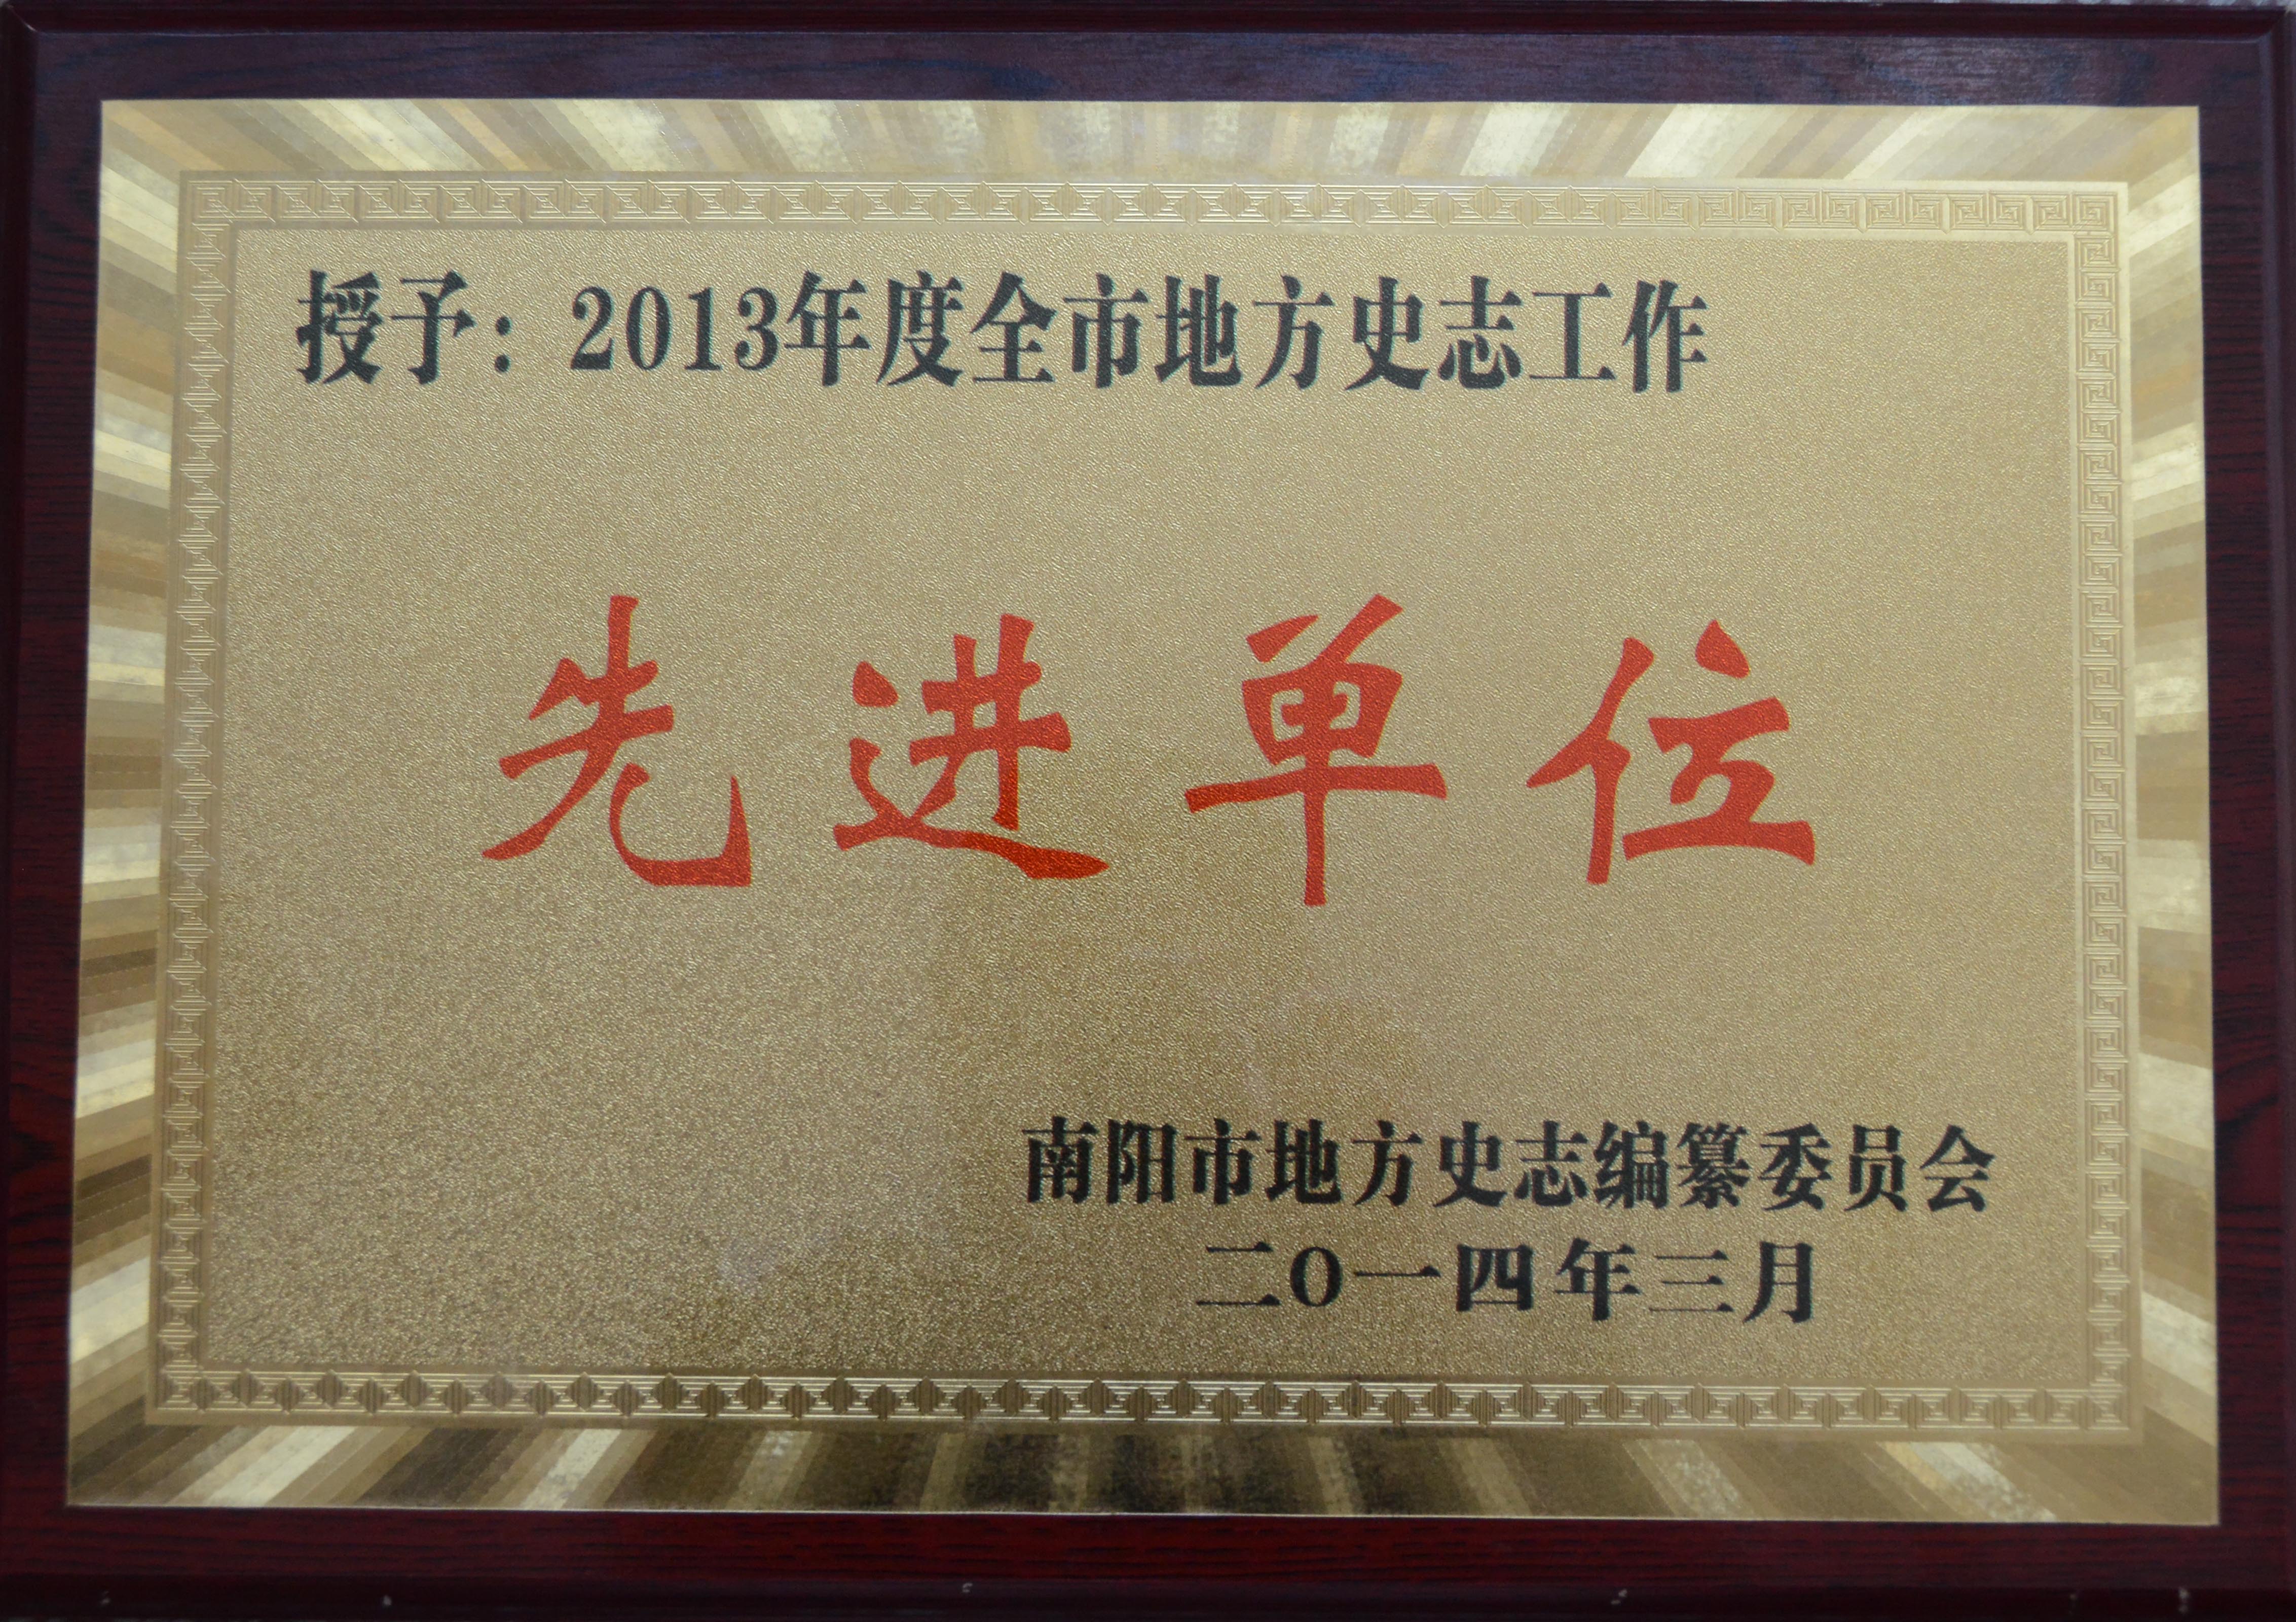 授予：2013年度全市地方史志工作
先进单位
南阳市地方史志编纂委员会
二O一四年三月